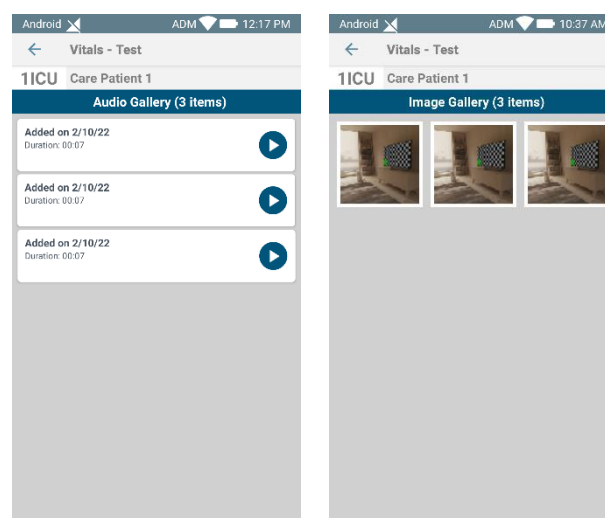 Android ADM 12:17 PM
Vitals - Test
1ICU Care Patient 1
Audio Gallery (3 items)
Added on 2/10/22
Duration: 00:07
Added on 2/10/22
Duration: 00:07
Added on 2/10/22
Duration: 00:07
Android ADM 10:37 AM
Vitals - Test
1ICU Care Patient 1
Image Gallery (3 items)